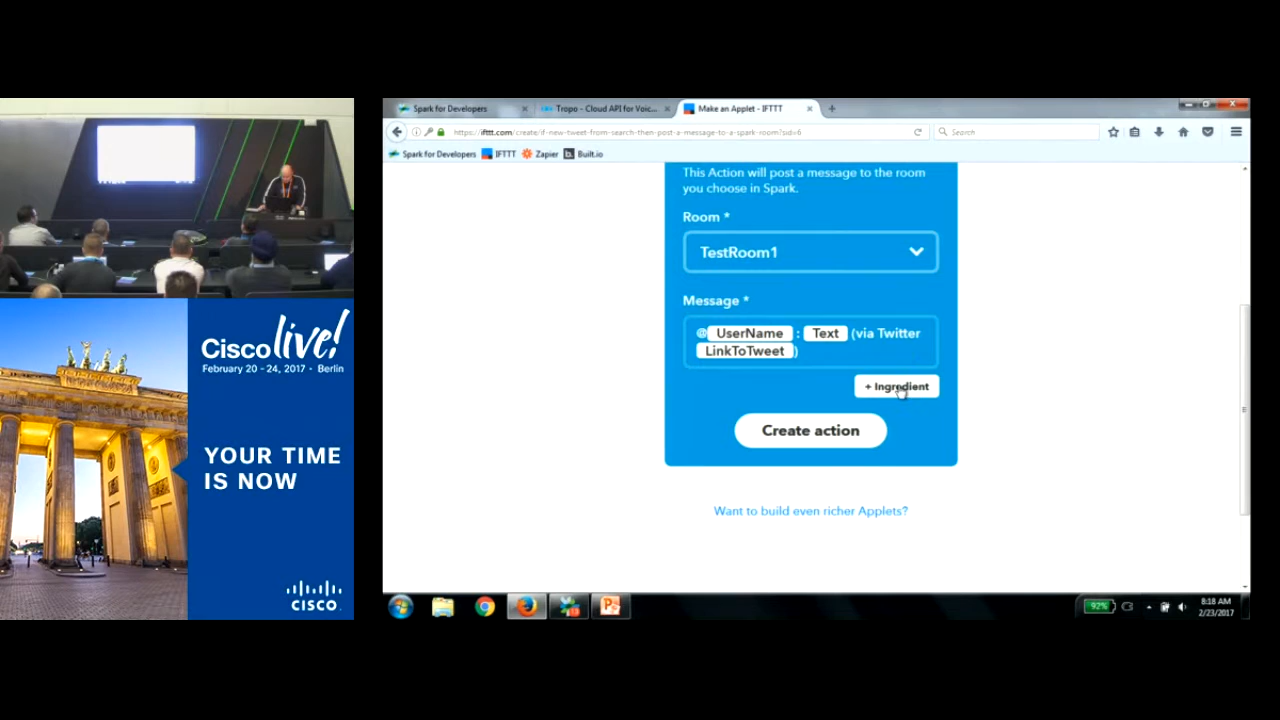 Cisco live!
February 20 - 24, 2017 • Berlin
YOUR TIME
IS NOW
CISCO
Spark for Developers
Tropo - Cloud API for Voic...
Make an Applet - IFTTT
https://ifttt.com/create/if-new-tweet-from-search-then-post-a-message-to-a-spark-room?sid=6
Search
Spark for Developers
IFTTT
Zapier
b.
Built.io
This Action will post a message to the room
you choose in Spark.
Room *
TestRoom1
Message *
@ UserName : Text (via Twitter
LinkToTweet )
+ Ingredient
Create action
Want to build even richer Applets?
92%
8:18 AM
2/23/2017